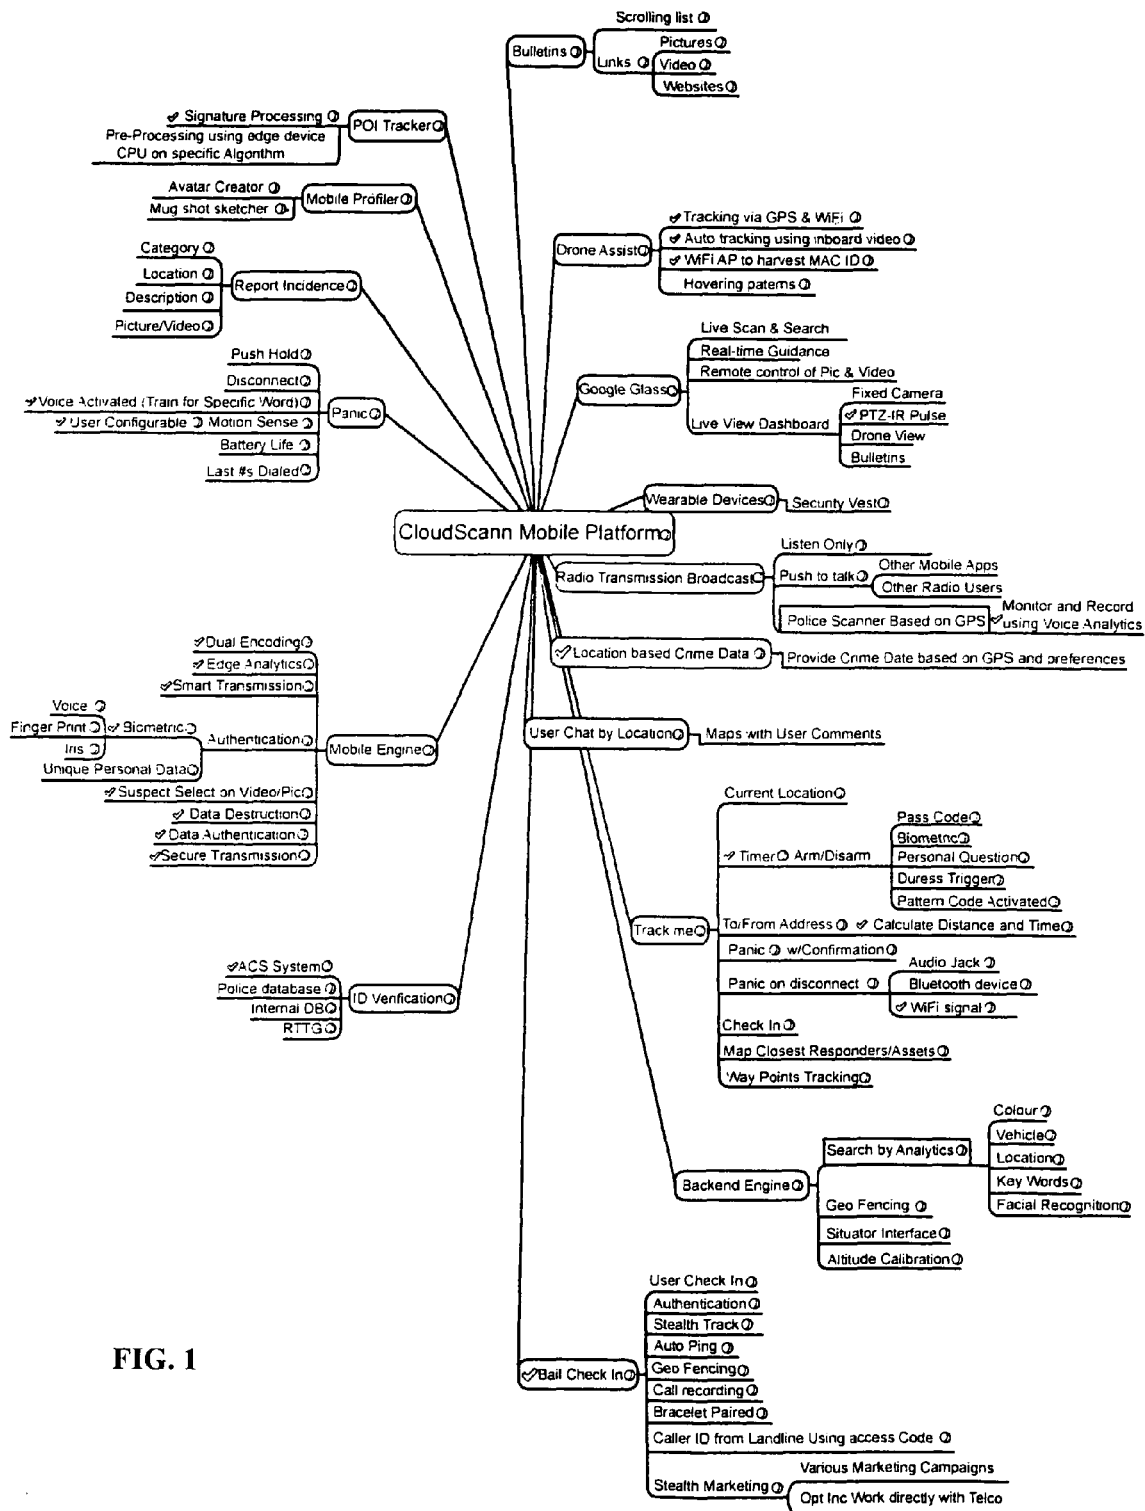 Scrolling list
Bulletins
Links
Pictures
Video
Websites
POI Tracker
✓ Signature Processing
Pre-Processing using edge device
CPU on specific Algorithm
Mobile Profiler
Avatar Creator
Mug shot sketcher
Report Incidence
Category
Location
Description
Picture/Video
Panic
Push Hold
Disconnect
✓ Voice Activated (Train for Specific Word)
✓ User Configurable Motion Sense
Battery Life
Last #s Dialed
Drone Assist
✓ Tracking via GPS & WiFi
✓ Auto tracking using inboard video
✓ WiFi AP to harvest MAC ID
Hovering paterns
Google Glass
Live Scan & Search
Real-time Guidance
Remote control of Pic & Video
Live View Dashboard
Fixed Camera
✓ PTZ-IR Pulse
Drone View
Bulletins
Wearable Devices
Security Vest
CloudScann Mobile Platform
Radio Transmission Broadcast
Listen Only
Push to talk
Other Mobile Apps
Other Radio Users
Police Scanner Based on GPS
✓ Monitor and Record
using Voice Analytics
✓ Location based Crime Data
Provide Crime Date based on GPS and preferences
User Chat by Location
Maps with User Comments
Mobile Engine
✓ Dual Encoding
✓ Edge Analytics
✓ Smart Transmission
Authentication
✓ Biometric
Voice
Finger Print
Iris
Unique Personal Data
✓ Suspect Select on Video/Pic
✓ Data Destruction
✓ Data Authentication
✓ Secure Transmission
Track me
Current Location
✓ Timer Arm/Disarm
Pass Code
Biometric
Personal Question
Duress Trigger
Pattern Code Activated
To/From Address ✓ Calculate Distance and Time
Panic w/Confirmation
Panic on disconnect
Audio Jack
Bluetooth device
✓ WiFi signal
Check In
Map Closest Responders/Assets
Way Points Tracking
ID Verification
✓ ACS System
Police database
Internal DB
RTTG
Backend Engine
Search by Analytics
Colour
Vehicle
Location
Key Words
Facial Recognition
Geo Fencing
Situator Interface
Altitude Calibration
✓ Bail Check In
User Check In
Authentication
Stealth Track
Auto Ping
Geo Fencing
Call recording
Bracelet Paired
Caller ID from Landline Using access Code
Stealth Marketing
Various Marketing Campaigns
Opt Inc Work directly with Telco
FIG. 1